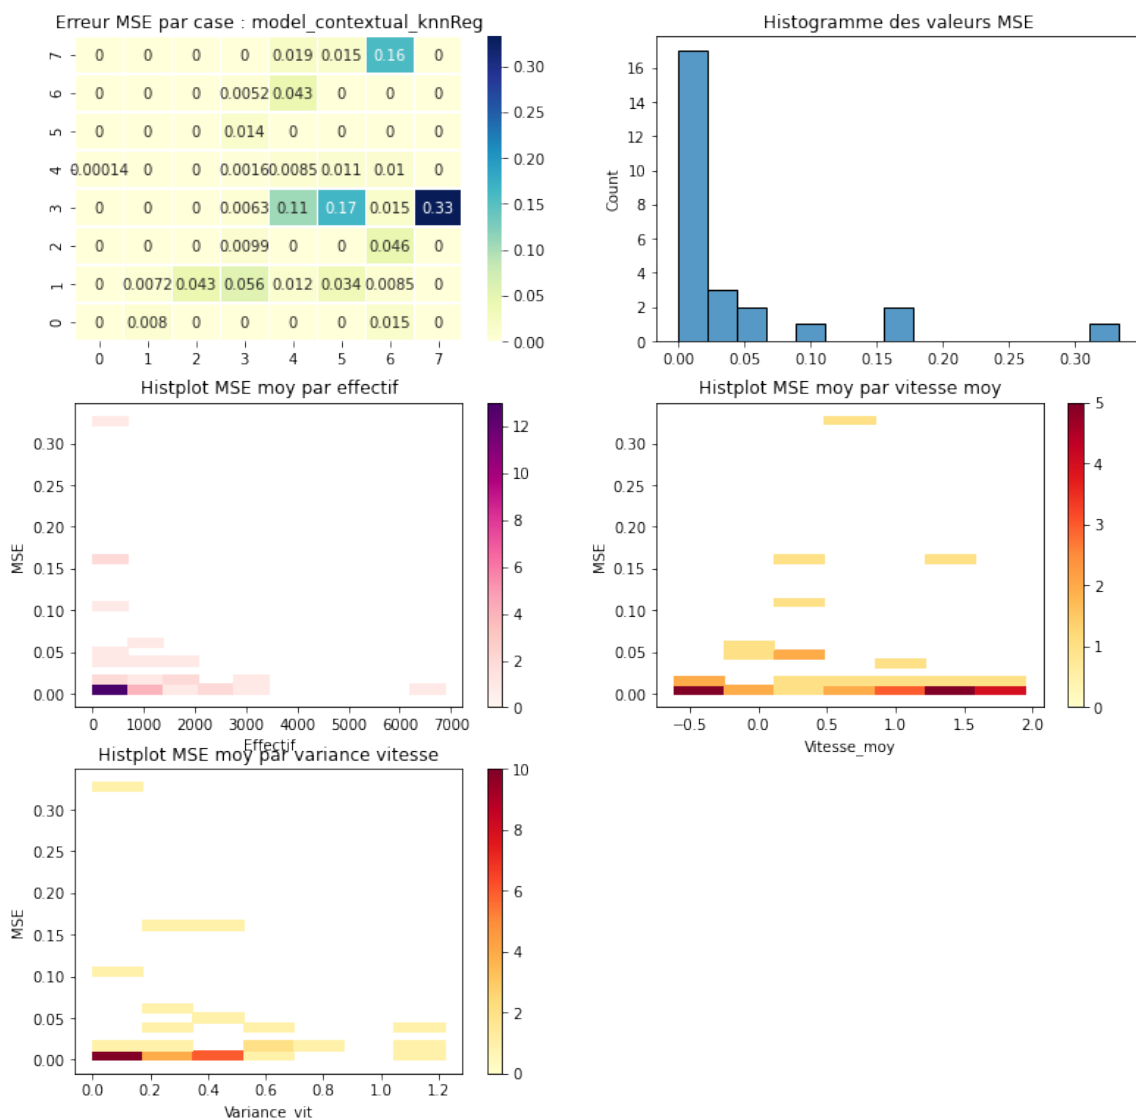 Erreur MSE par case : model_contextual_knnReg
7 0 0 0 0 0.019 0.015 0.16 0
6 0 0 0 0.0052 0.043 0 0 0
5 0 0 0 0.014 0 0 0 0
4 0.00014 0 0 0.0016 0.0085 0.011 0.01 0
3 0 0 0 0.0063 0.11 0.17 0.015 0.33
2 0 0 0 0.0099 0 0 0.046 0
1 0 0.0072 0.043 0.056 0.012 0.034 0.0085 0
0 0 0.008 0 0 0 0 0.015 0
0 1 2 3 4 5 6 7
0.30
0.25
0.20
0.15
0.10
0.05
0.00
Histogramme des valeurs MSE
Count
16
14
12
10
8
6
4
2
0
0.00 0.05 0.10 0.15 0.20 0.25 0.30
Histplot MSE moy par effectif
MSE
0.30
0.25
0.20
0.15
0.10
0.05
0.00
0 1000 2000 3000 4000 5000 6000 7000
Effectif
12
10
8
6
4
2
0
Histplot MSE moy par vitesse moy
MSE
0.30
0.25
0.20
0.15
0.10
0.05
0.00
−0.5 0.0 0.5 1.0 1.5 2.0
Vitesse_moy
5
4
3
2
1
0
Histplot MSE moy par variance vitesse
MSE
0.30
0.25
0.20
0.15
0.10
0.05
0.00
0.0 0.2 0.4 0.6 0.8 1.0 1.2
Variance_vit
10
8
6
4
2
0